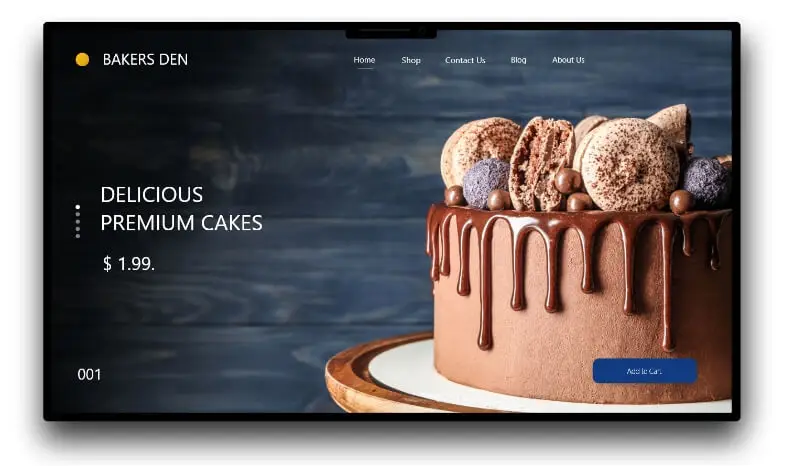 BAKERS DEN
Home
Shop
Contact Us
Blog
About Us
DELICIOUS
PREMIUM CAKES
$ 1.99.
001
Add to Cart